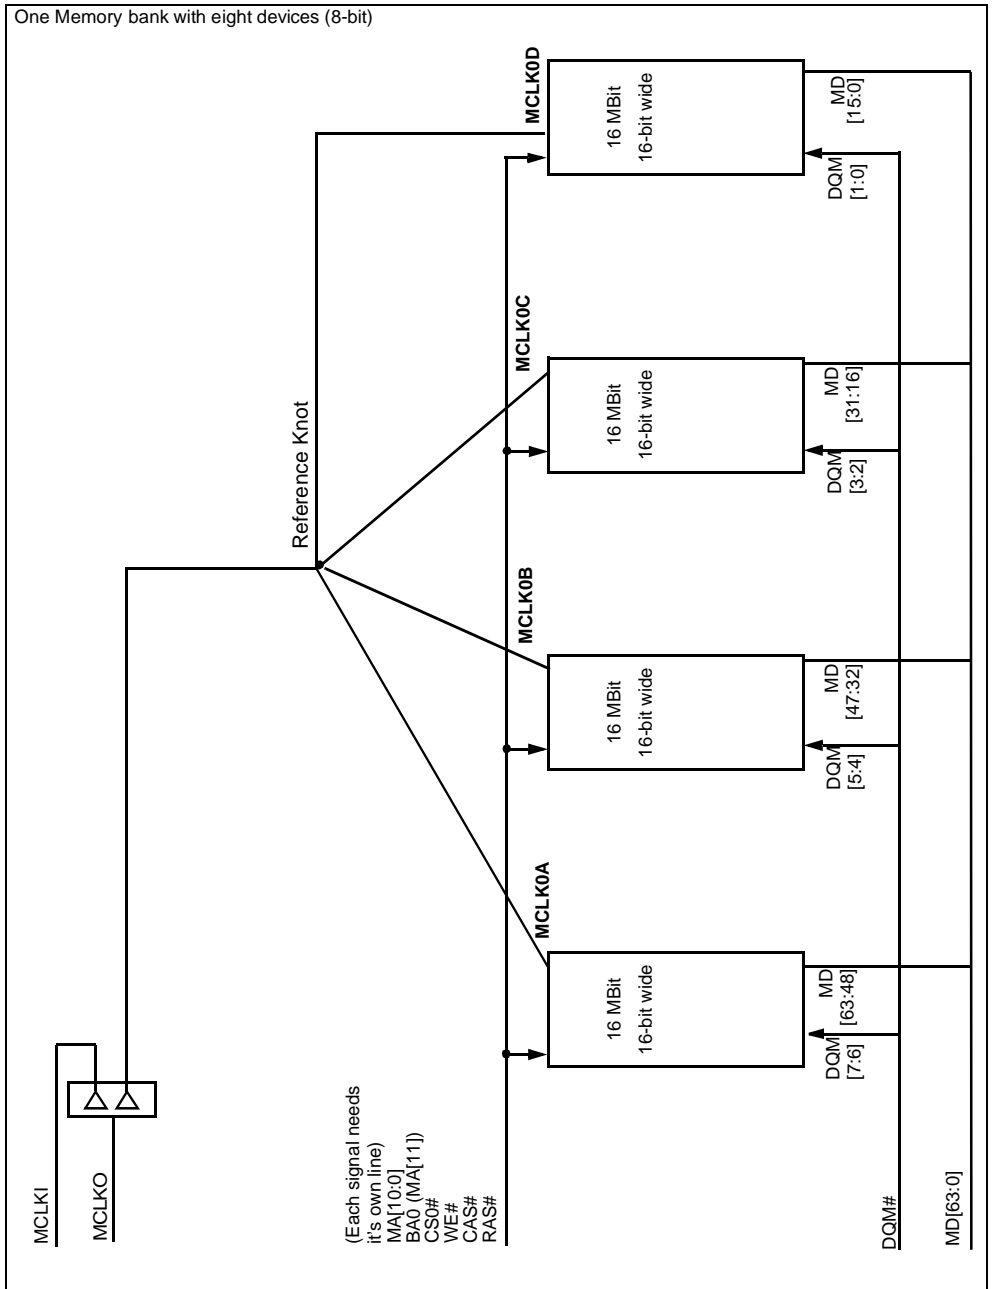 One Memory bank with eight devices (8-bit)
MCLK0D
16 MBit
16-bit wide
MD
[15:0]
DQM
[1:0]
Reference Knot
MCLK0C
16 MBit
16-bit wide
MD
[31:16]
DQM
[3:2]
MCLK0B
16 MBit
16-bit wide
MD
[47:32]
DQM
[5:4]
MCLK0A
16 MBit
16-bit wide
MD
[63:48]
DQM
[7:6]
MCLKI
MCLKO
(Each signal needs
it's own line)
MA[10:0]
BA0 (MA[11])
CS0#
WE#
CAS#
RAS#
DQM#
MD[63:0]